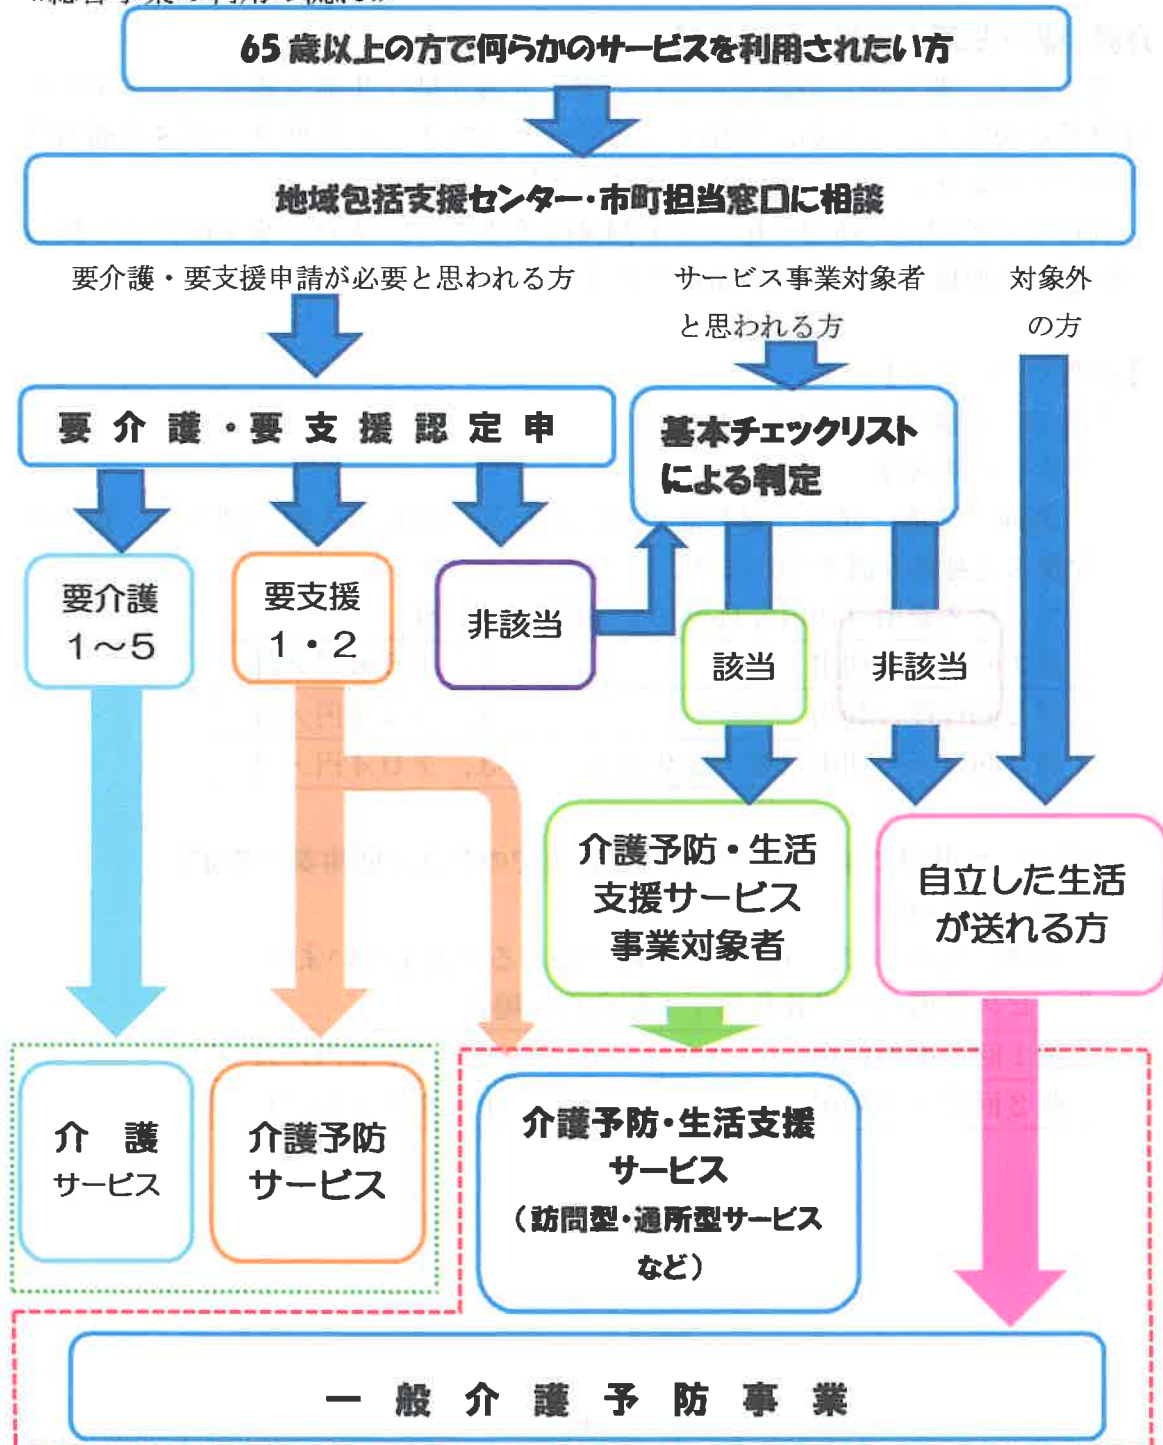 65歳以上の方で何らかのサービスを利用されたい方
地域包括支援センター・市町担当窓口に相談
要介護・要支援申請が必要と思われる方
サービス事業対象者
と思われる方
対象外
の方
要介護・要支援認定申
基本チェックリスト
による判定
要介護
1～5
要支援
1・2
非該当
該当
非該当
介護予防・生活
支援サービス
事業対象者
自立した生活
が送れる方
介 護
サービス
介護予防
サービス
介護予防・生活支援
サービス
（訪問型・通所型サービス
など）
一般介護予防事業